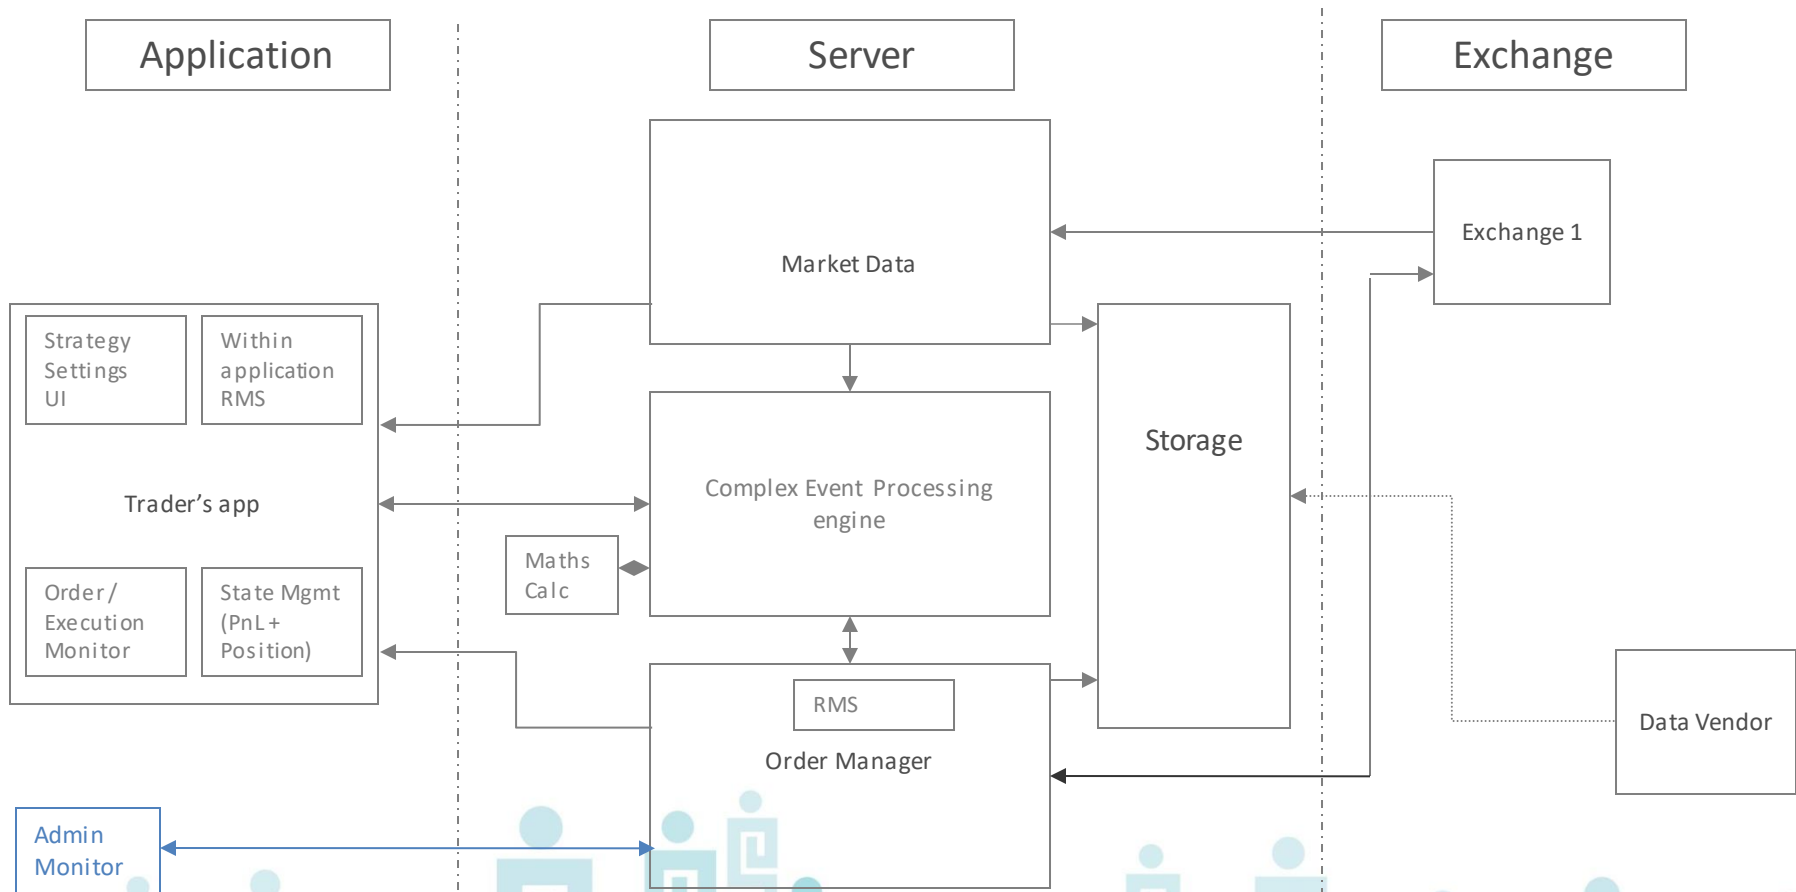 Application
Server
Exchange
Market Data
Exchange 1
Strategy
Settings
UI
Within
application
RMS
Trader's app
Order /
Execution
Monitor
State Mgmt
(PnL +
Position)
Complex Event Processing
engine
Maths
Calc
Storage
RMS
Order Manager
Data Vendor
Admin
Monitor